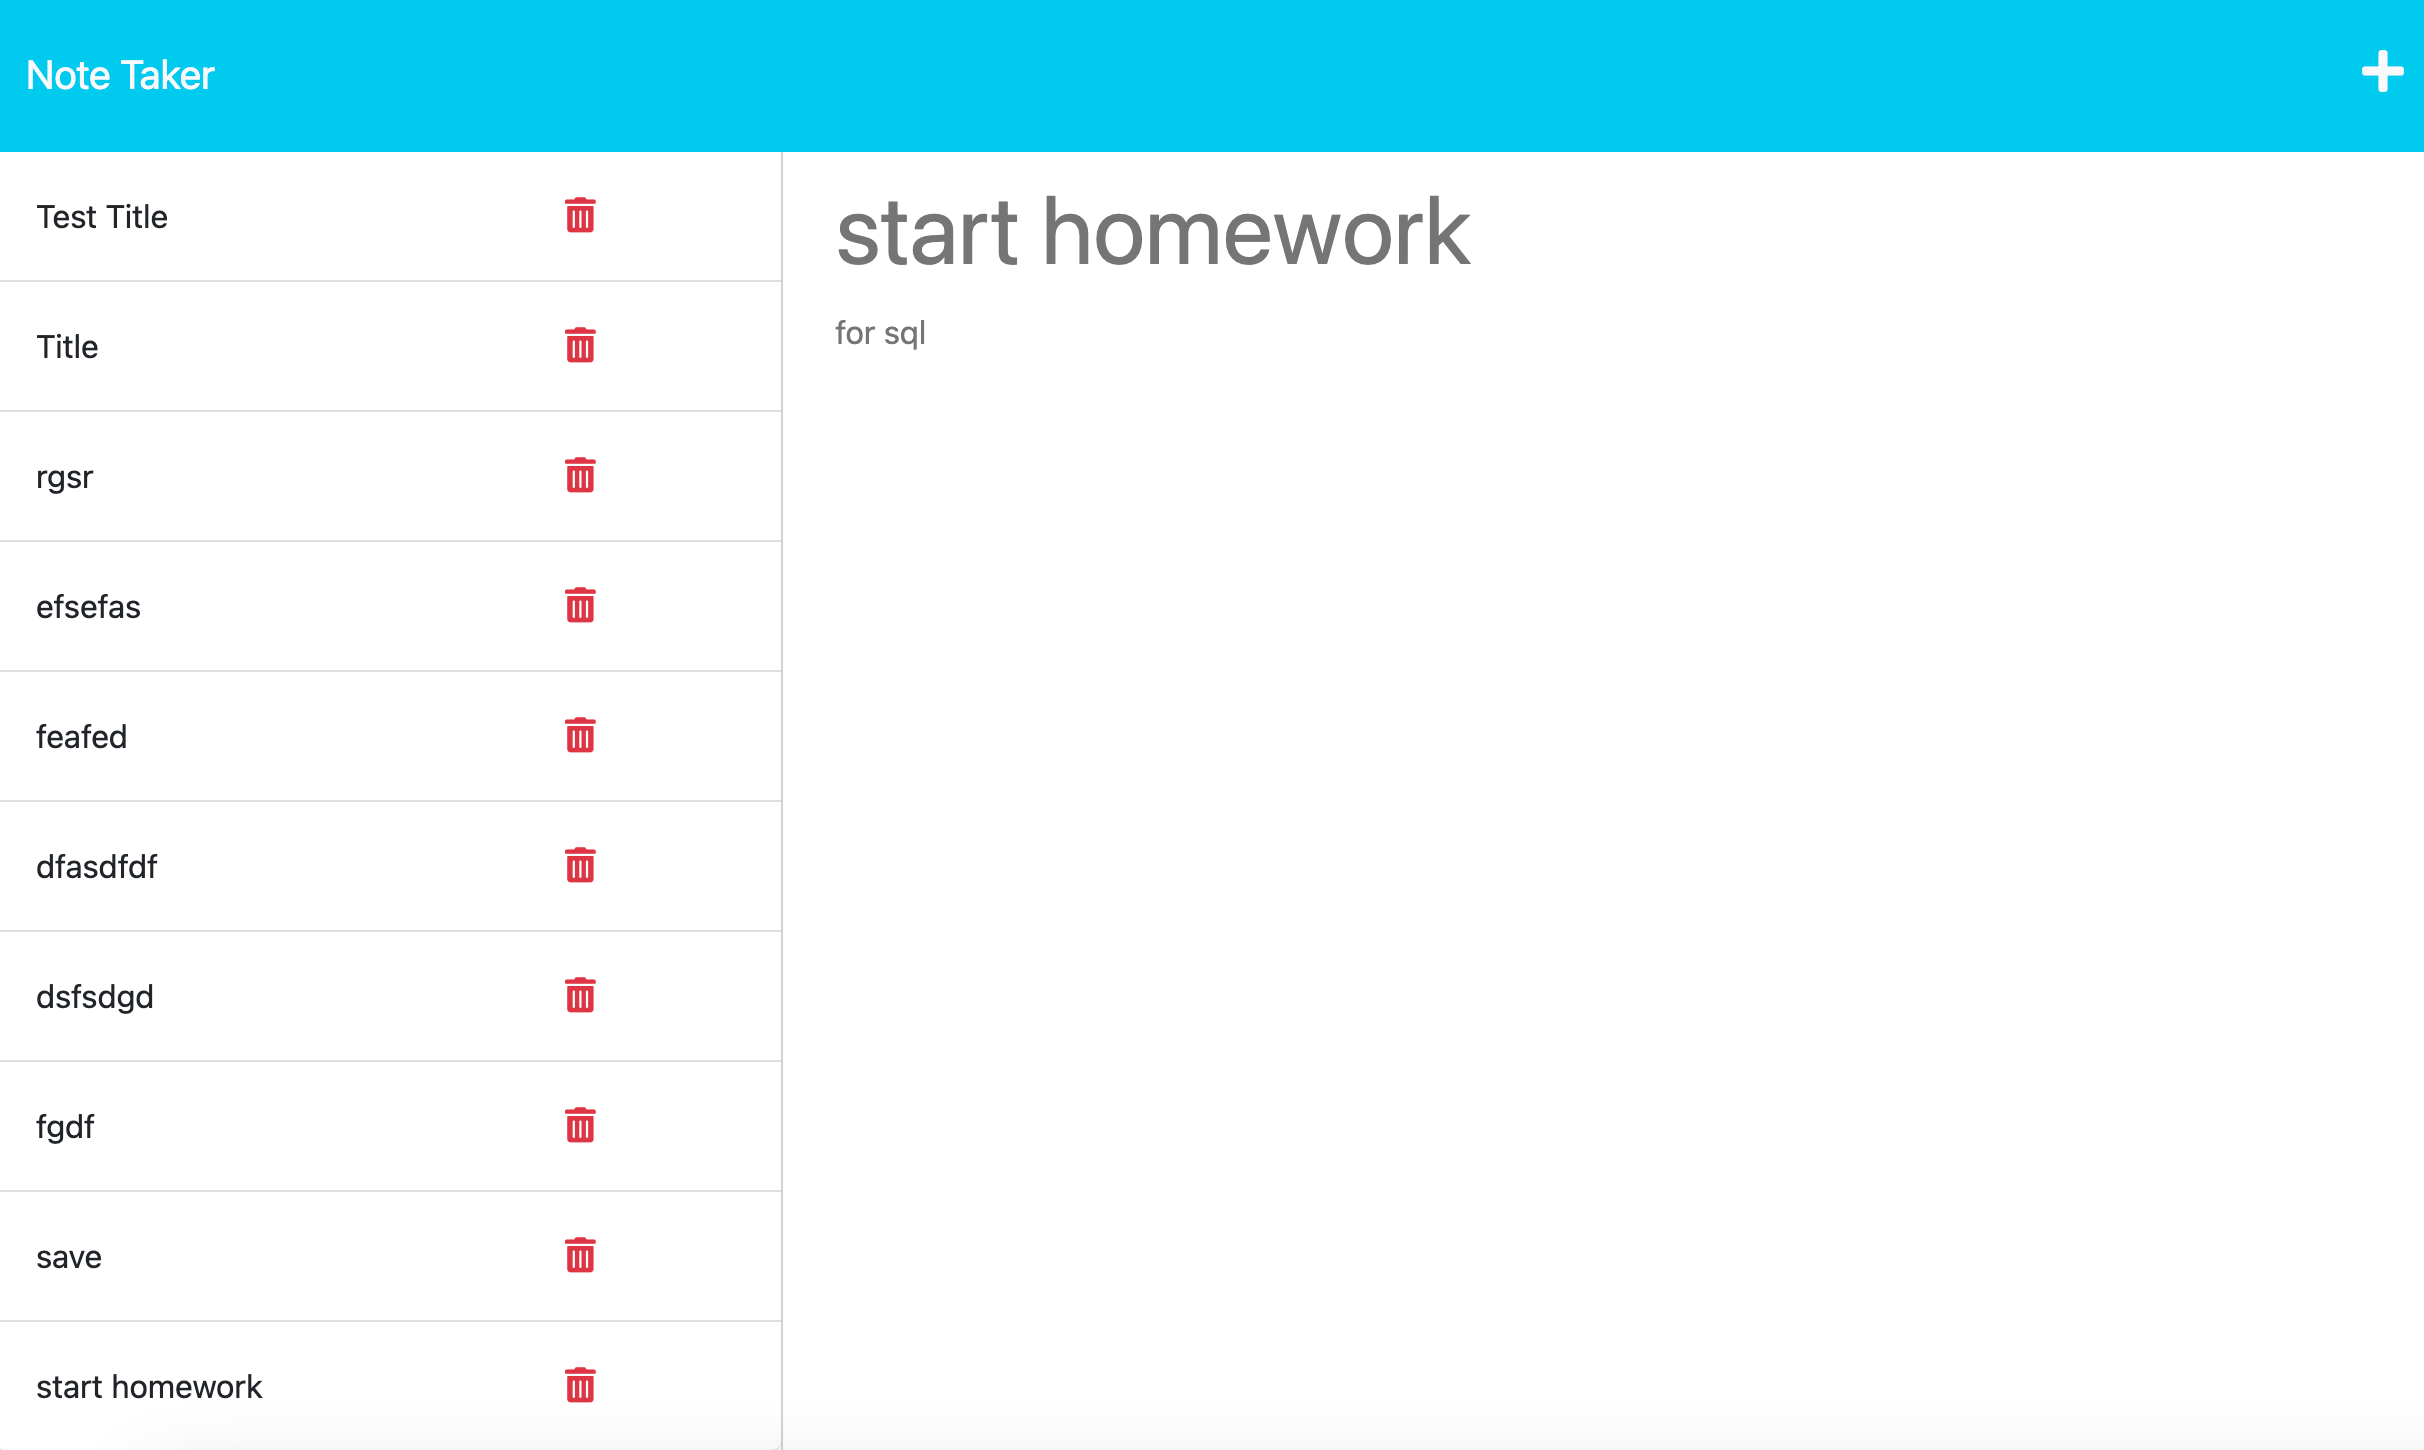 Note Taker
Test Title
Title
rgsr
efsefas
feafed
dfasdfdf
dsfsdgd
fgdf
save
start homework
start homework
for sql